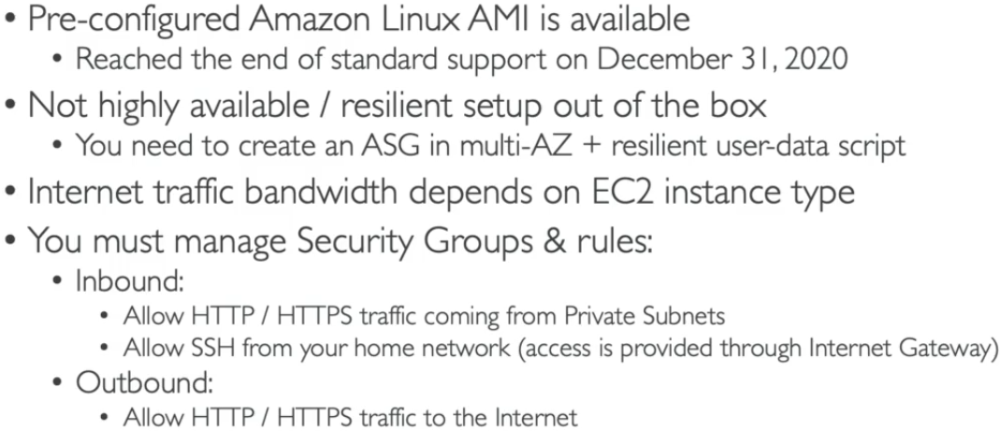 • Pre-configured Amazon Linux AMI is available
• Reached the end of standard support on December 31, 2020
• Not highly available / resilient setup out of the box
• You need to create an ASG in multi-AZ + resilient user-data script
• Internet traffic bandwidth depends on EC2 instance type
• You must manage Security Groups & rules:
• Inbound:
• Allow HTTP / HTTPS traffic coming from Private Subnets
• Allow SSH from your home network (access is provided through Internet Gateway)
• Outbound:
• Allow HTTP / HTTPS traffic to the Internet